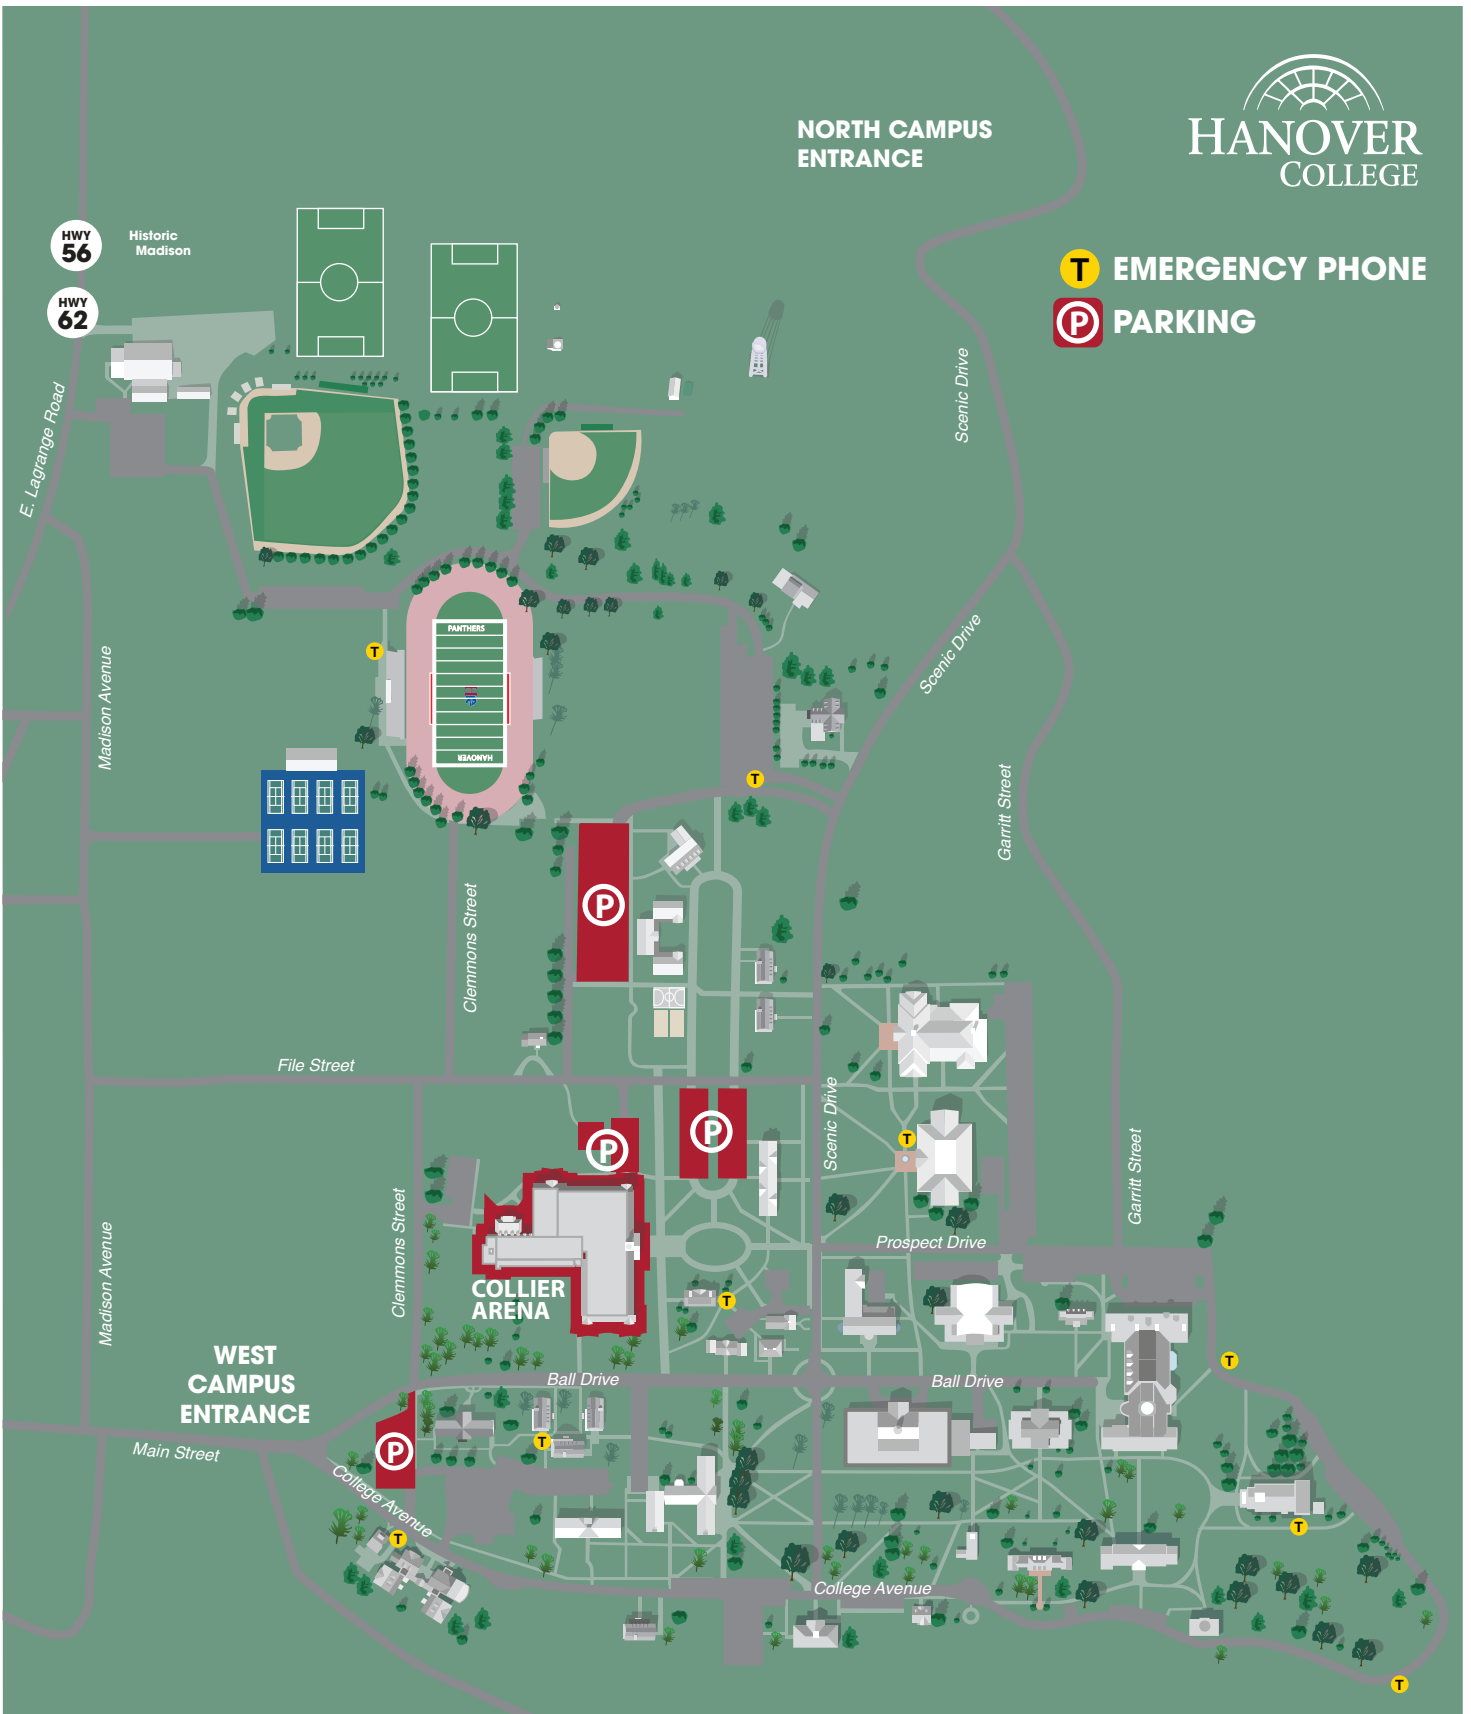 NORTH CAMPUS
ENTRANCE
HANOVER
COLLEGE
HWY
56
Historic
Madison
T EMERGENCY PHONE
HWY
62
P PARKING
E. Lagrange Road
Scenic Drive
PANTHERS
T
Madison Avenue
Scenic Drive
HANOVER
T
Garritt Street
P
Clemmons Street
File Street
Scenic Drive
P
P
T
Garritt Street
Clemmons Street
Madison Avenue
Prospect Drive
COLLIER
ARENA
T
WEST
CAMPUS
ENTRANCE
Ball Drive
Ball Drive
T
Main Street
P
T
College Avenue
T
T
College Avenue
T